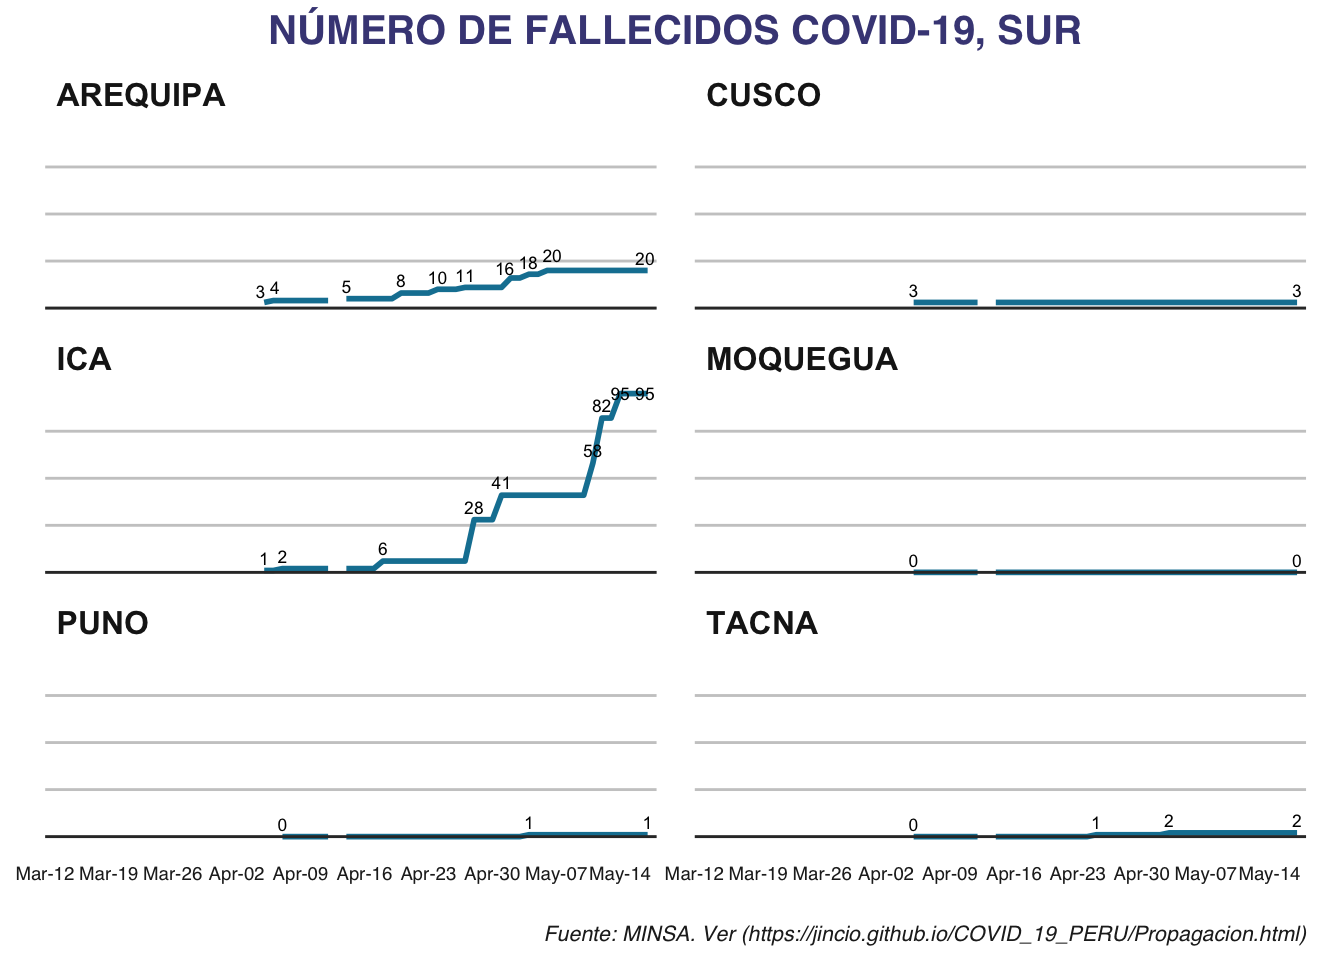 NÚMERO DE FALLECIDOS COVID-19, SUR
AREQUIPA
3 4 5 8 10 11 16 18 20 20
CUSCO
3 3
ICA
1 2 6 28 41 58 82 95 95
MOQUEGUA
0 0
PUNO
0 1 1
TACNA
0 1 2 2
Mar-12 Mar-19 Mar-26 Apr-02 Apr-09 Apr-16 Apr-23 Apr-30 May-07 May-14 Mar-12 Mar-19 Mar-26 Apr-02 Apr-09 Apr-16 Apr-23 Apr-30 May-07 May-14
Fuente: MINSA. Ver (https://jincio.github.io/COVID_19_PERU/Propagacion.html)